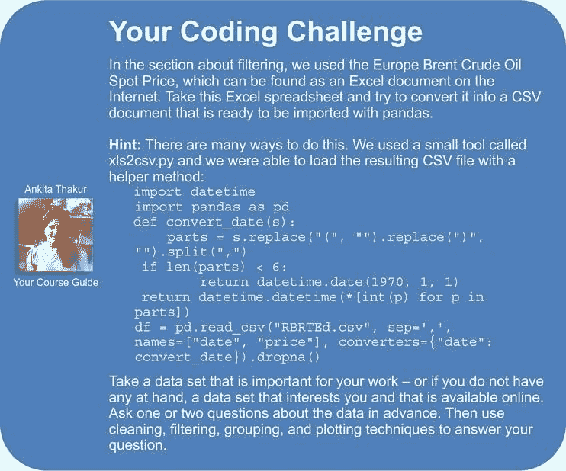 Your Coding Challenge
In the section about filtering, we used the Europe Brent Crude Oil
Spot Price, which can be found as an Excel document on the
Internet. Take this Excel spreadsheet and try to convert it into a CSV
document that is ready to be imported with pandas.
Hint: There are many ways to do this. We used a small tool called
xls2csv.py and we were able to load the resulting CSV file with a
helper method:
import datetime
import pandas as pd
def convert_date(s):
parts = s.replace("(", "").replace(")",
"").split(",")
if len(parts) < 6:
return datetime.date(1970, 1, 1)
return datetime.datetime(*[int(p) for p in
parts])
df = pd.read_csv("RBRTEd.csv", sep=',',
names=["date", "price"], converters={"date":
convert_date}).dropna()
Ankita Thakur
Your Course Guide
Take a data set that is important for your work – or if you do not have
any at hand, a data set that interests you and that is available online.
Ask one or two questions about the data in advance. Then use
cleaning, filtering, grouping, and plotting techniques to answer your
question.